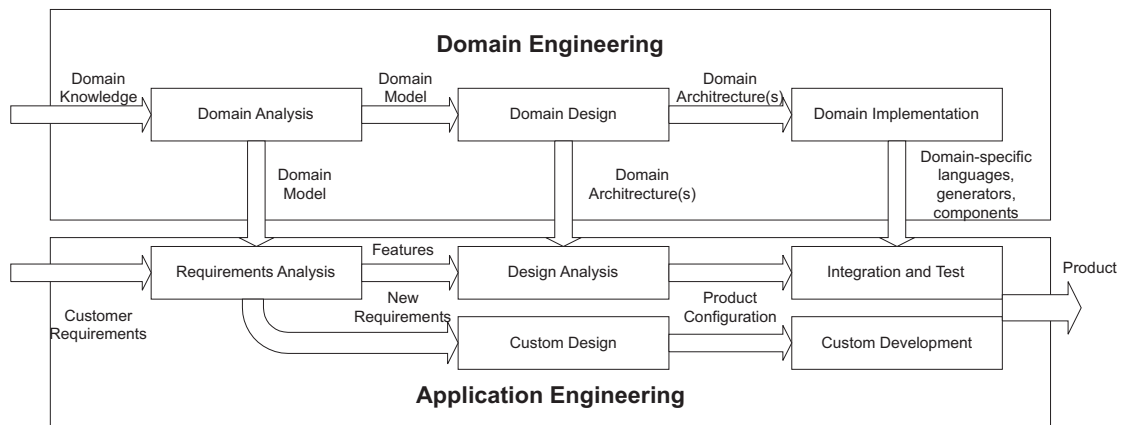 Domain Engineering
Domain
Knowledge
Domain
Model
Domain
Architrecture(s)
Domain Analysis
Domain Design
Domain Implementation
Domain
Model
Domain
Architrecture(s)
Domain-specific
languages,
generators,
components
Features
Requirements Analysis
Design Analysis
Integration and Test
Product
Customer
Requirements
New
Requirements
Product
Configuration
Custom Design
Custom Development
Application Engineering